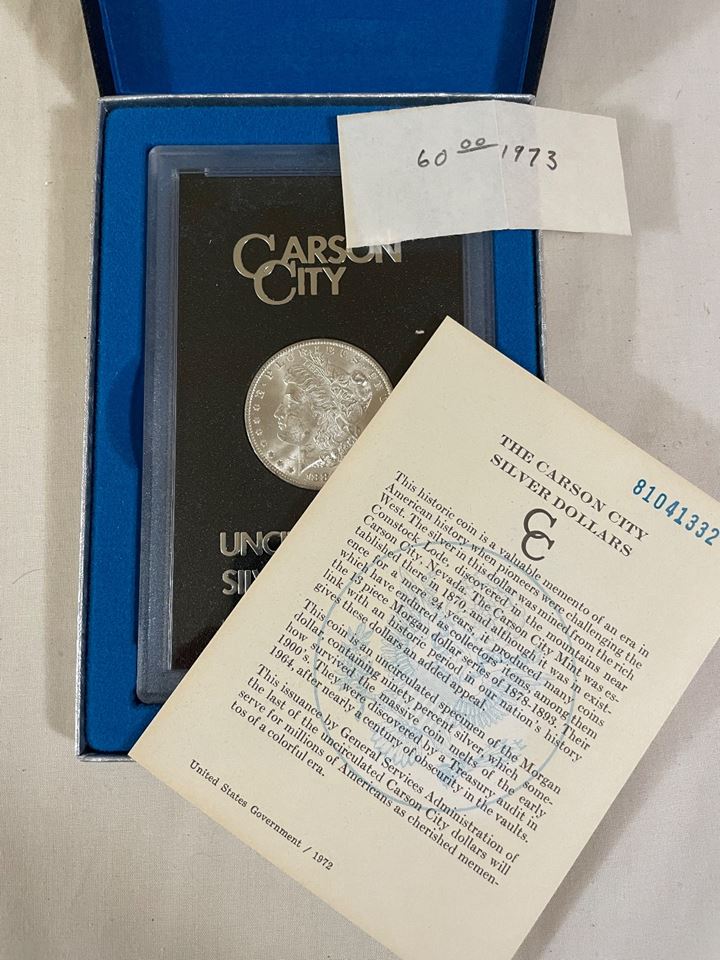 60 00 1973
CARSON
CITY
UNC
SIL
THE CARSON CITY
SILVER DOLLARS
CC
81041332
This historic coin is a valuable memento of an era in
American history when pioneers were challenging the
West. The silver in this dollar was mined from the rich
Comstock Lode, discovered in the mountains near
Carson City, Nevada. The Carson City Mint was es-
tablished there in 1870 and although it was in exist-
ence for a mere 24 years, it produced many coins
which have endured as collectors items, among them
the 13 piece Morgan dollar series of 1878-1893. Their
link with an historic period in our nation's history
gives these dollars an added appeal.
This coin is an uncirculated specimen of the Morgan
dollar containing ninety percent silver, which some-
how survived the massive coin melts of the early
1900's. They were discovered by a Treasury audit in
1964, after nearly a century of obscurity in the vaults.
This issuance by General Services Administration of
the last of the uncirculated Carson City dollars will
serve for millions of Americans as cherished memen-
tos of a colorful era.
United States Government / 1972